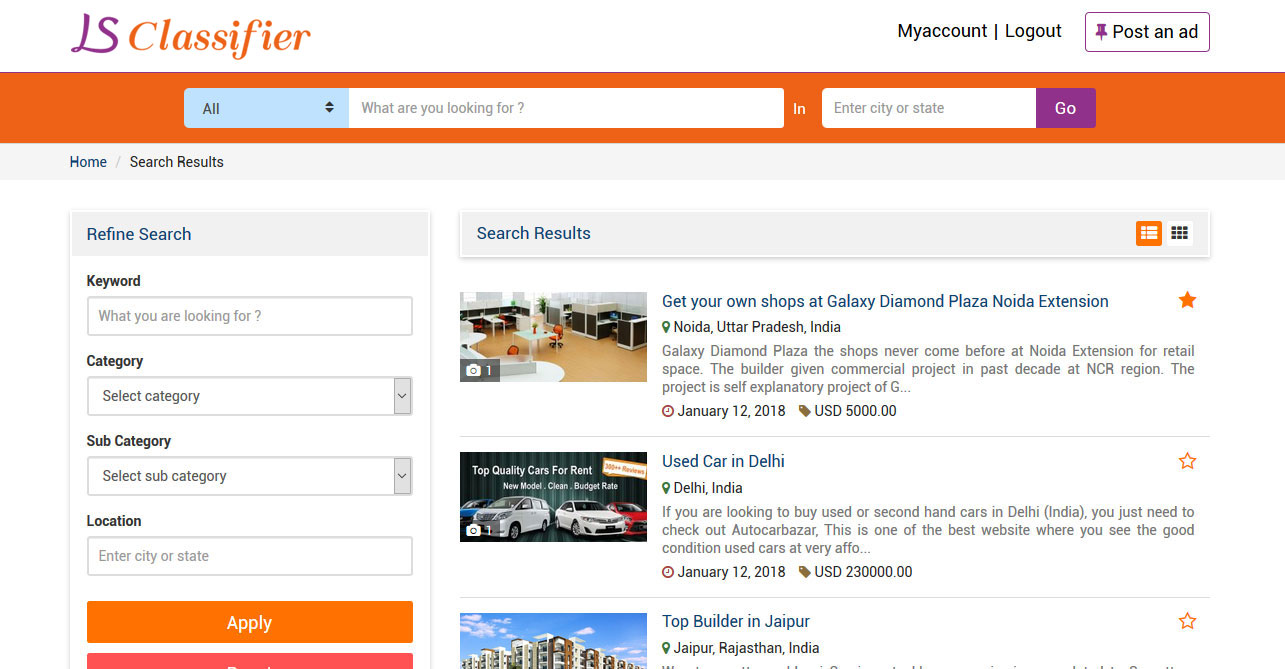 LS Classifier
Myaccount | Logout
Post an ad
All
What are you looking for ?
In
Enter city or state
Go
Home / Search Results
Refine Search
Keyword
What you are looking for ?
Category
Select category
Sub Category
Select sub category
Location
Enter city or state
Apply
Search Results
1
Get your own shops at Galaxy Diamond Plaza Noida Extension
Noida, Uttar Pradesh, India
Galaxy Diamond Plaza the shops never come before at Noida Extension for retail
space. The builder given commercial project in past decade at NCR region. The
project is self explanatory project of G...
January 12, 2018 USD 5000.00
Top Quality Cars For Rent
300++ Reviews
New Model . Clean . Budget Rate
1
Used Car in Delhi
Delhi, India
If you are looking to buy used or second hand cars in Delhi (India), you just need to
check out Autocarbazar, This is one of the best website where you see the good
condition used cars at very affo...
January 12, 2018 USD 230000.00
Top Builder in Jaipur
Jaipur, Rajasthan, India